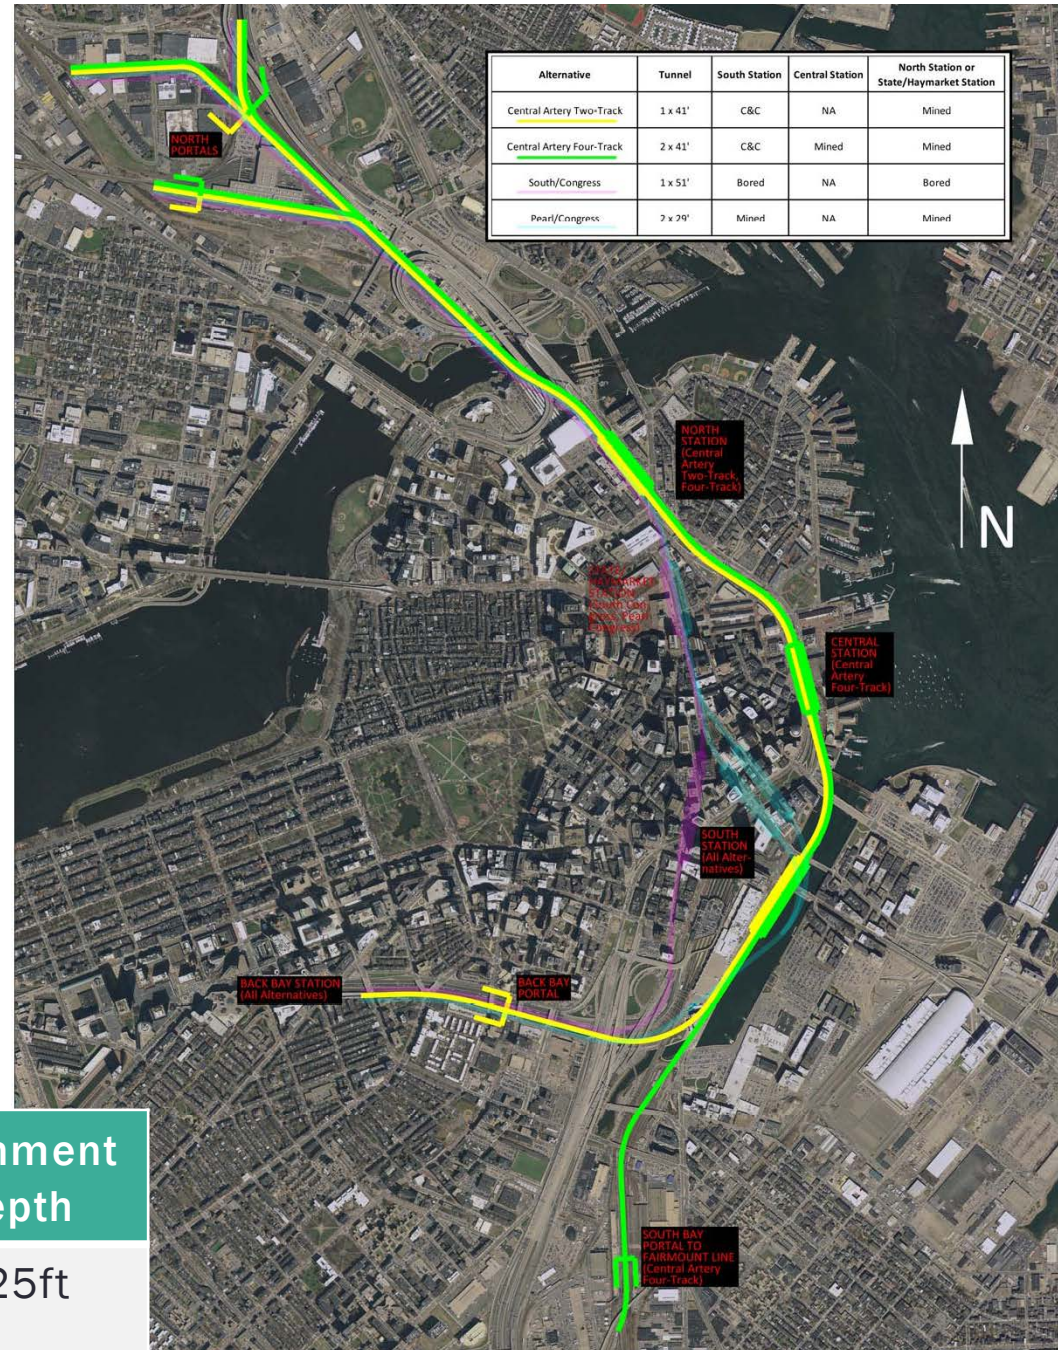 Alternative Tunnel South Station Central Station North Station or
State/Haymarket Station
Central Artery Two-Track 1 x 41' C&C NA Mined
Central Artery Four-Track 2 x 41' C&C Mined Mined
South/Congress 1 x 51' Bored NA Bored
Pearl/Congress 2 x 29' Mined NA Mined
NORTH
PORTALS
NORTH
STATION
(Central
Artery
Two-Track,
Four-Track)
N
HAYMARKET
STATION
CENTRAL
STATION
(Central
Artery
Four-Track)
SOUTH
STATION
(All Alter-
natives)
BACK BAY STATION
(All Alternatives)
BACK BAY
PORTAL
SOUTH BAY
PORTAL TO
FAIRMOUNT LINE
(Central Artery
Four-Track)
nment
epth
25ft